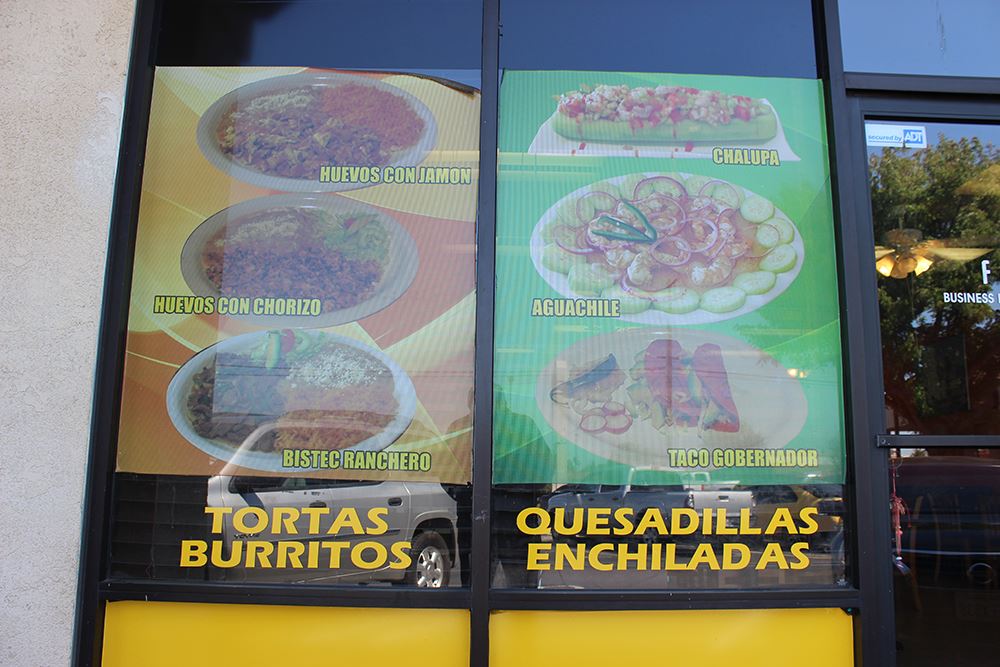 HUEVOS CON JAMON
HUEVOS CON CHORIZO
BISTEC RANCHERO
TORTAS
BURRITOS
CHALUPA
AGUACHILE
TACO GOBERNADOR
QUESADILLAS
ENCHILADAS
secured by ADT
BUSINESS